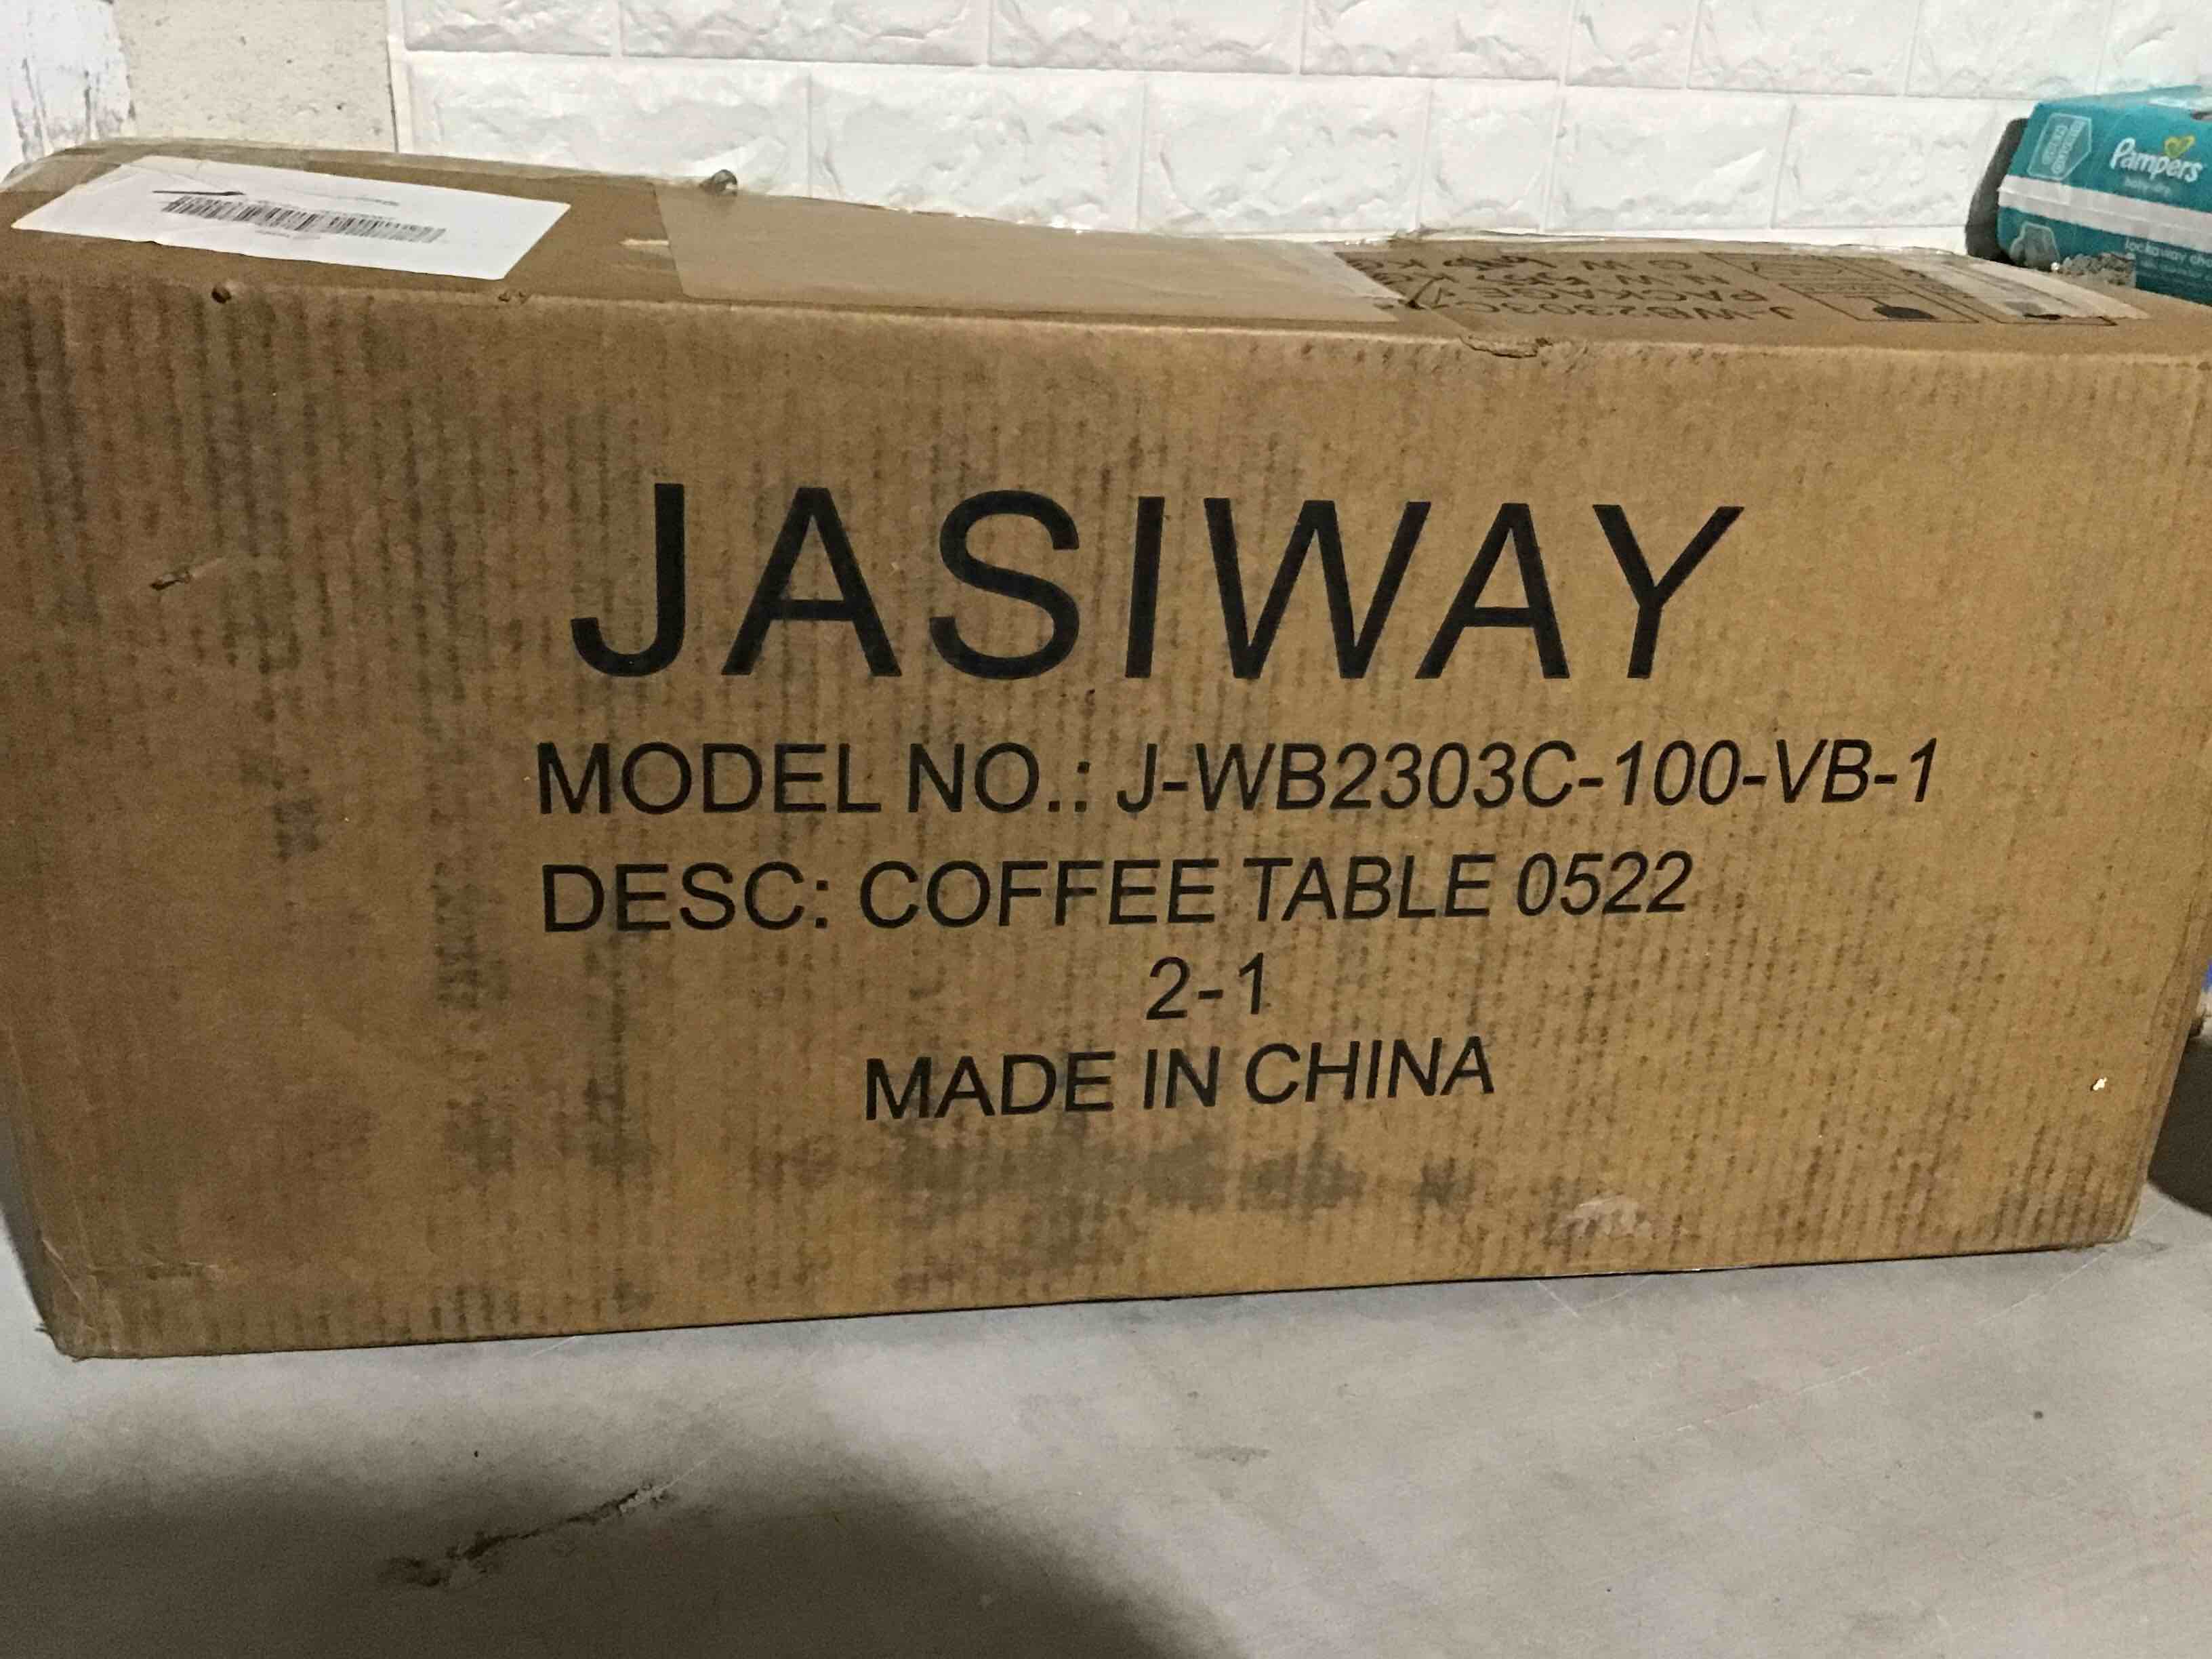 JASIWAY
MODEL NO.: J-WB2303C-100-VB-1
DESC: COFFEE TABLE 0522
2-1
MADE IN CHINA
Pampers